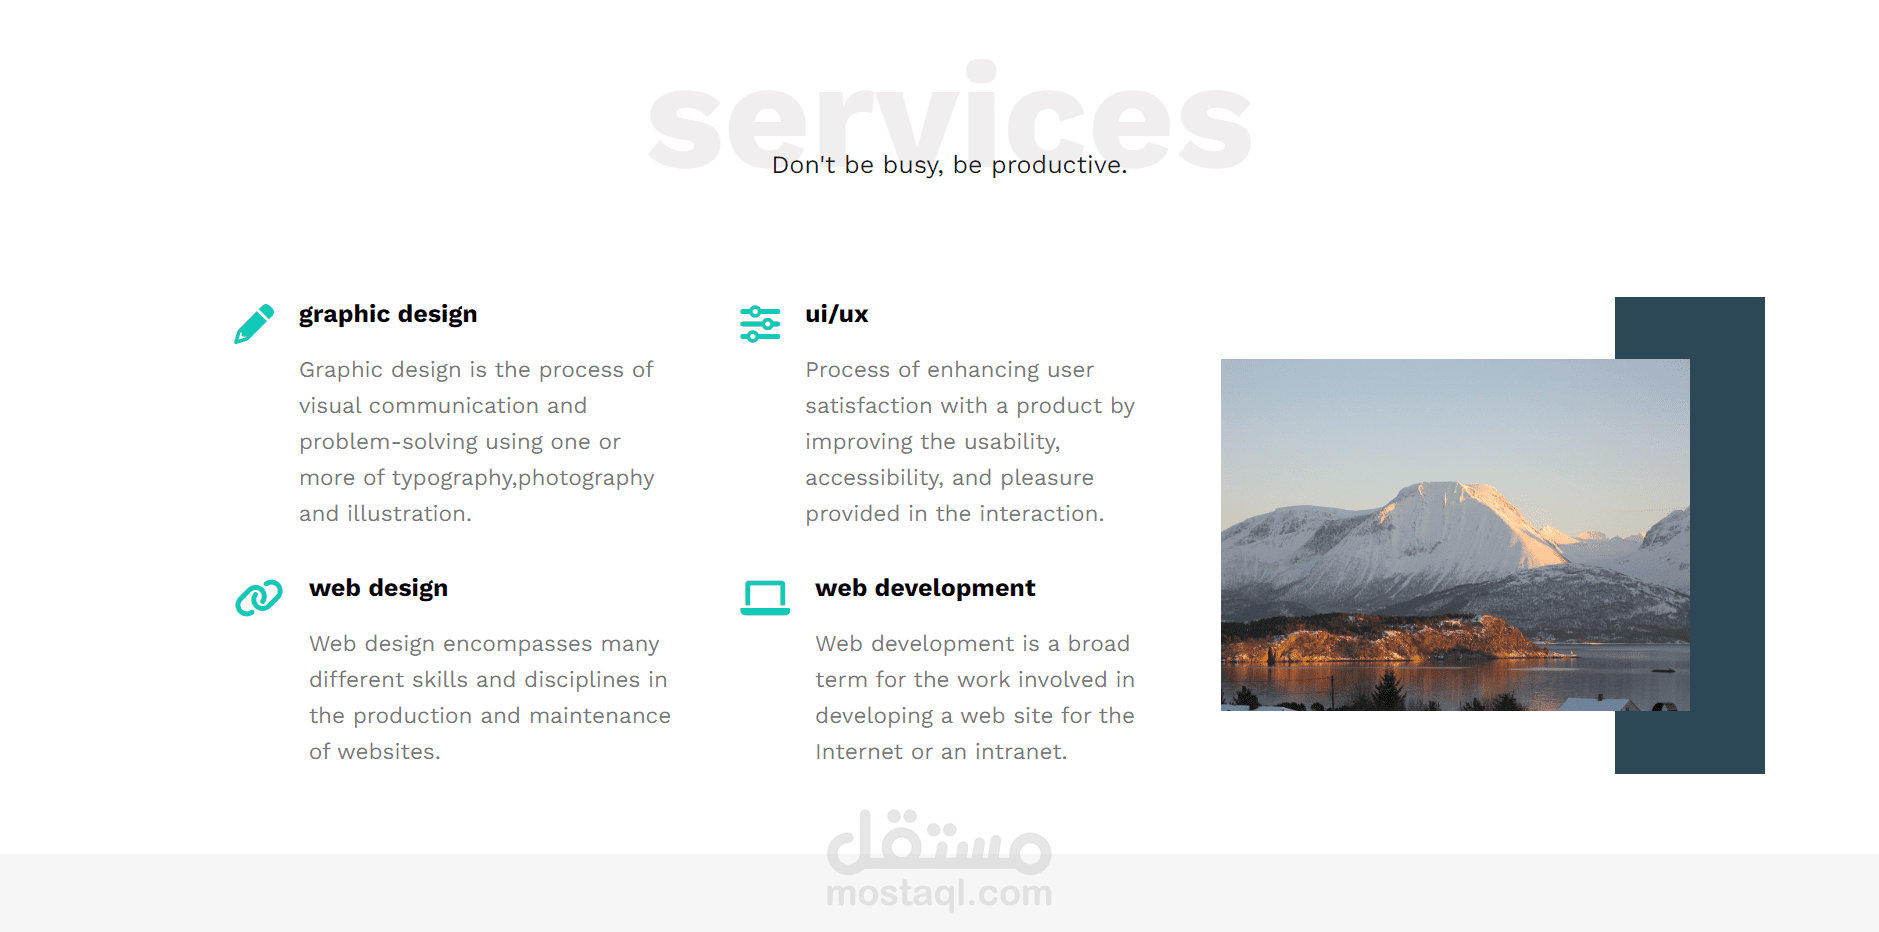 services
Don't be busy, be productive.
graphic design
Graphic design is the process of
visual communication and
problem-solving using one or
more of typography,photography
and illustration.
ui/ux
Process of enhancing user
satisfaction with a product by
improving the usability,
accessibility, and pleasure
provided in the interaction.
web design
Web design encompasses many
different skills and disciplines in
the production and maintenance
of websites.
web development
Web development is a broad
term for the work involved in
developing a web site for the
Internet or an intranet.
مستقل
mostaql.com